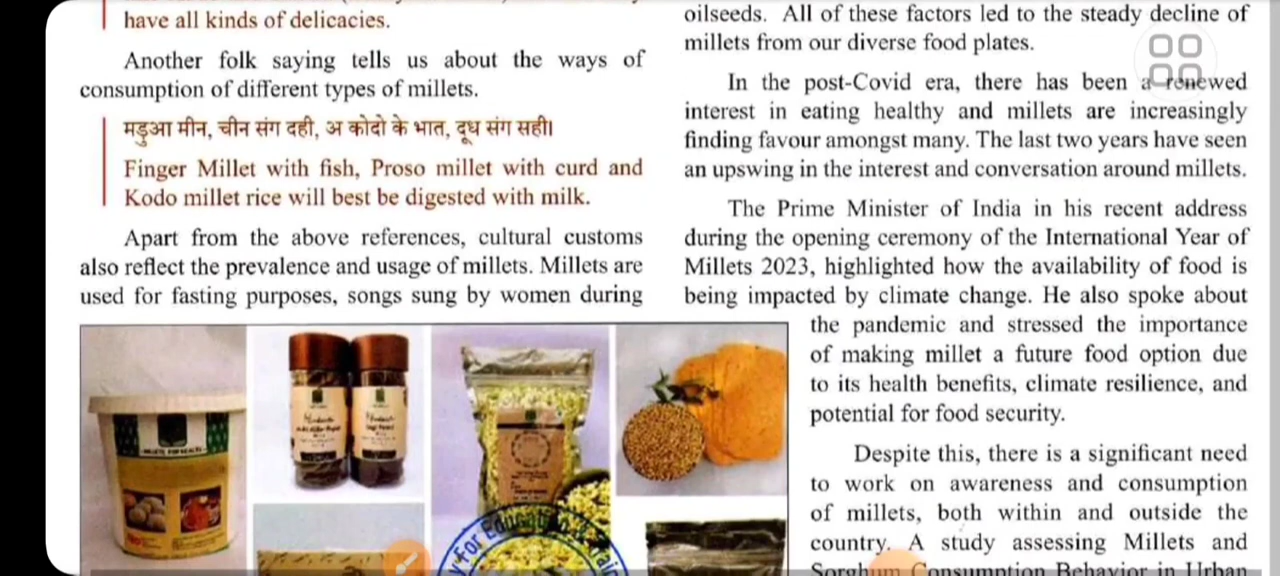 have all kinds of delicacies.
Another folk saying tells us about the ways of
consumption of different types of millets.
मड़ुआ मीन, चीन संग दही, अ कोदो के भात, दूध संग सही।
Finger Millet with fish, Proso millet with curd and
Kodo millet rice will best be digested with milk.
Apart from the above references, cultural customs
also reflect the prevalence and usage of millets. Millets are
used for fasting purposes, songs sung by women during
oilseeds. All of these factors led to the steady decline of
millets from our diverse food plates.
In the post-Covid era, there has been a renewed
interest in eating healthy and millets are increasingly
finding favour amongst many. The last two years have seen
an upswing in the interest and conversation around millets.
The Prime Minister of India in his recent address
during the opening ceremony of the International Year of
Millets 2023, highlighted how the availability of food is
being impacted by climate change. He also spoke about
the pandemic and stressed the importance
of making millet a future food option due
to its health benefits, climate resilience, and
potential for food security.
Despite this, there is a significant need
to work on awareness and consumption
of millets, both within and outside the
country. A study assessing Millets and
Sorghum Consumption Behavior in Urban
For Education